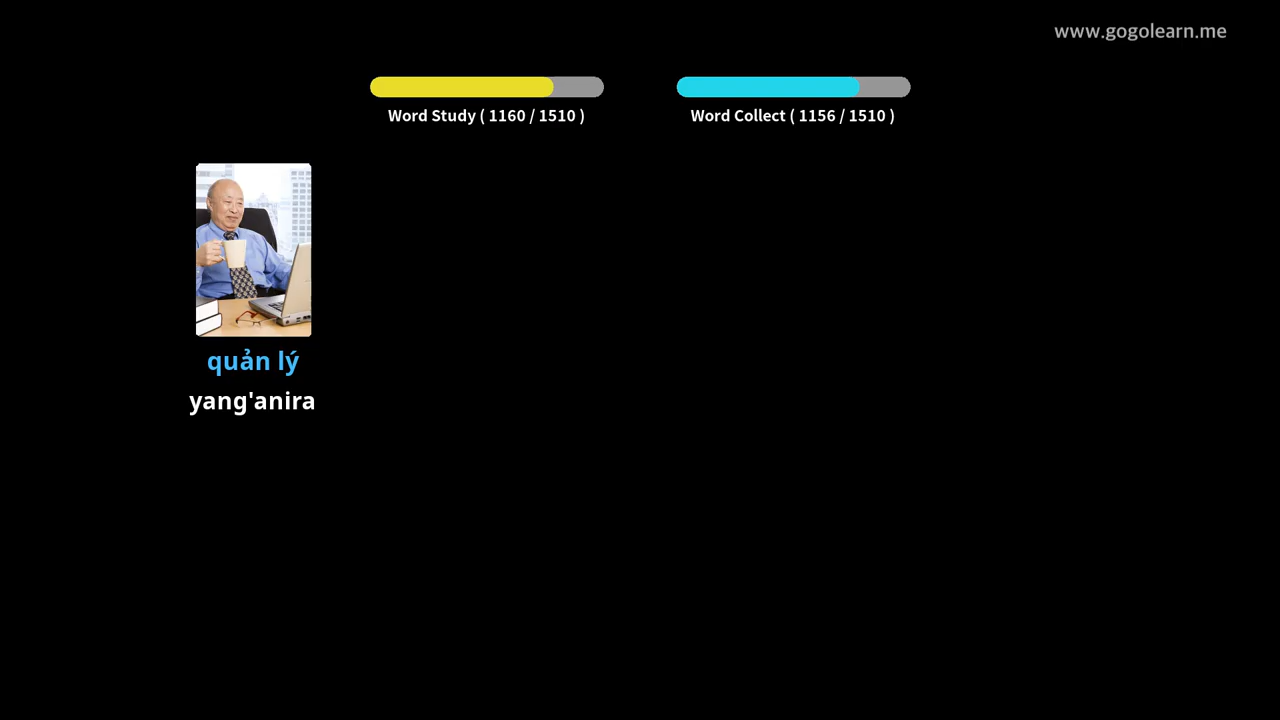 www.gogolearn.me
Word Study ( 1160 / 1510 )
Word Collect ( 1156 / 1510 )
quản lý
yang'anira